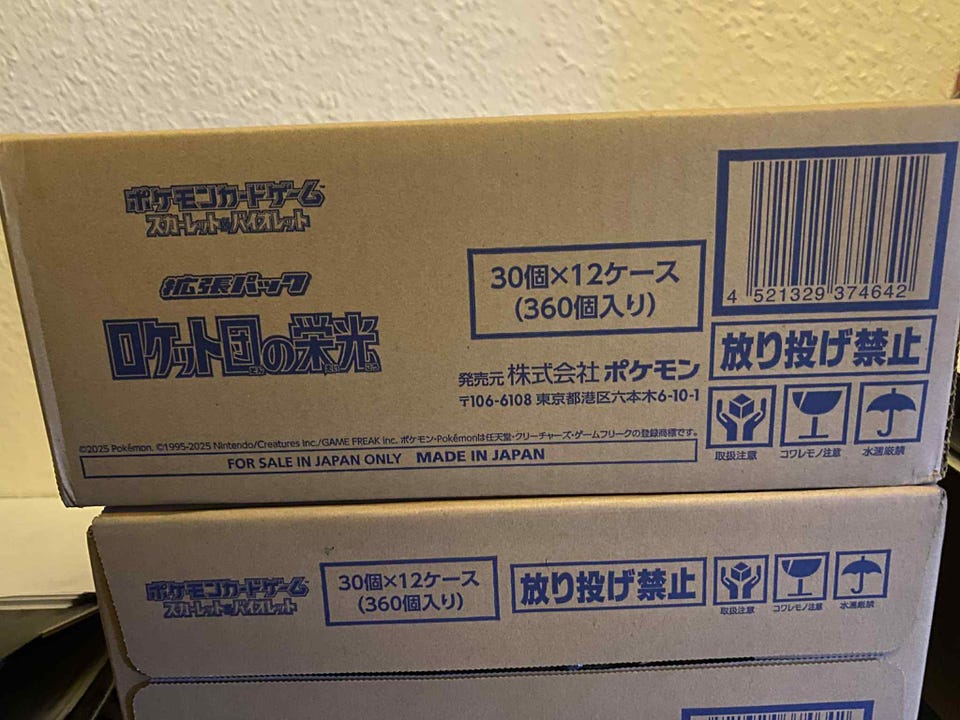 ポケモンカードゲーム
スカーレット&バイオレット
拡張パック
ロケット団の栄光
だん えい こう
30個×12ケース
(360個入り)
4 521329 374642
発売元 株式会社 ポケモン
〒106-6108 東京都港区六本木6-10-1
放り投げ禁止
取扱注意 コワレモノ注意 水濡厳禁
©2025 Pokémon. ©1995-2025 Nintendo/Creatures Inc./GAME FREAK inc. ポケモン・Pokémonは任天堂・クリーチャーズ・ゲームフリークの登録商標です。
FOR SALE IN JAPAN ONLY MADE IN JAPAN
ポケモンカードゲーム
スカーレット&バイオレット
30個×12ケース
(360個入り)
放り投げ禁止
取扱注意 コワレモノ注意 水濡厳禁